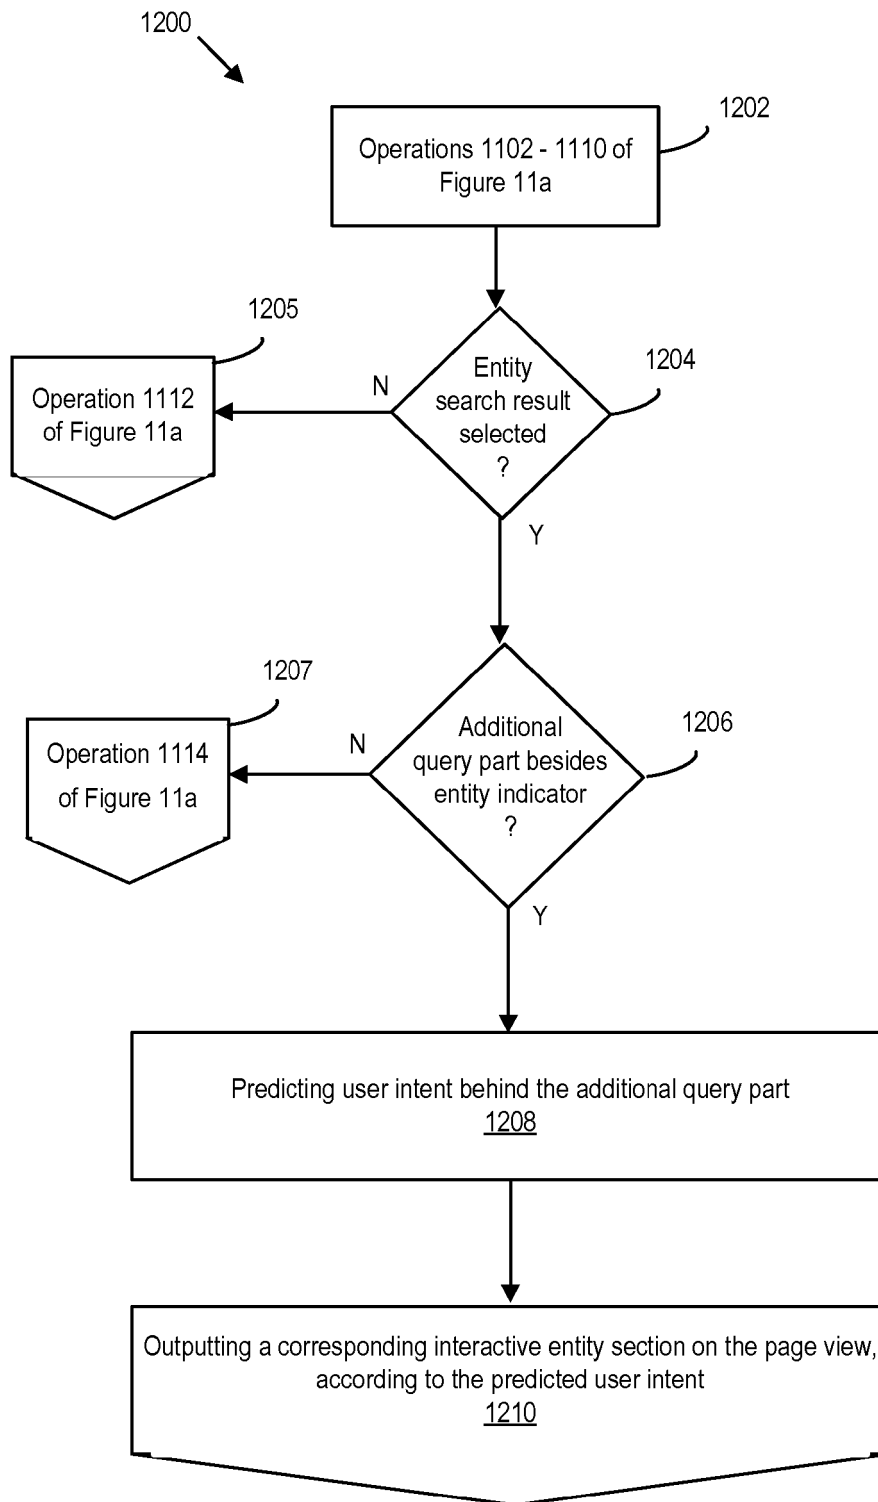 1200
1202
Operations 1102 - 1110 of
Figure 11a
1205
Operation 1112
of Figure 11a
N
Entity
search result
selected
?
1204
Y
1207
Operation 1114
of Figure 11a
N
Additional
query part besides
entity indicator
?
1206
Y
Predicting user intent behind the additional query part
1208
Outputting a corresponding interactive entity section on the page view,
according to the predicted user intent
1210